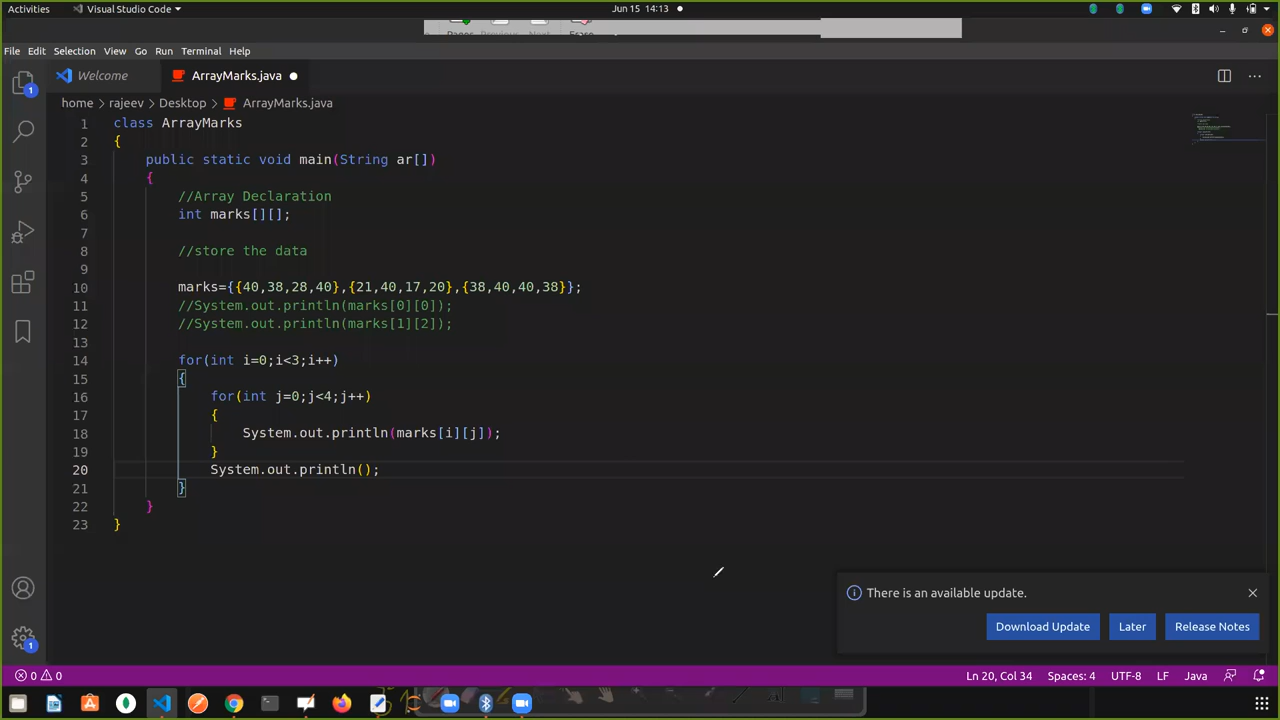 Activities
Visual Studio Code
Jun 15 14:13
File Edit Selection View Go Run Terminal Help
Welcome
ArrayMarks.java
home > rajeev > Desktop > ArrayMarks.java
1 class ArrayMarks
2 {
3 public static void main(String ar[])
4 {
5 //Array Declaration
6 int marks[][];
7
8 //store the data
9
10 marks={{40,38,28,40},{21,40,17,20},{38,40,40,38}};
11 //System.out.println(marks[0][0]);
12 //System.out.println(marks[1][2]);
13
14 for(int i=0;i<3;i++)
15 {
16 for(int j=0;j<4;j++)
17 {
18 System.out.println(marks[i][j]);
19 }
20 System.out.println();
21 }
22 }
23 }
1
1
There is an available update.
Download Update
Later
Release Notes
0 0
Ln 20, Col 34
Spaces: 4
UTF-8
LF
Java